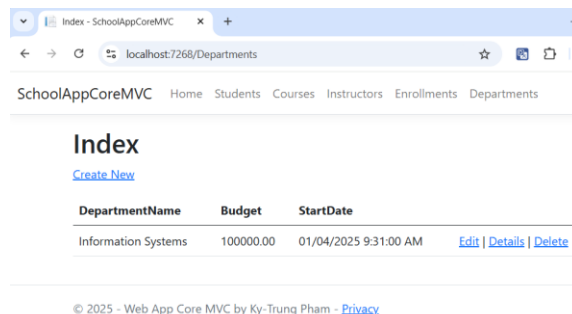 Index - SchoolAppCoreMVC
localhost:7268/Departments
SchoolAppCoreMVC Home Students Courses Instructors Enrollments Departments
Index
Create New
DepartmentName Budget StartDate
Information Systems 100000.00 01/04/2025 9:31:00 AM Edit | Details | Delete
© 2025 - Web App Core MVC by Ky-Trung Pham - Privacy